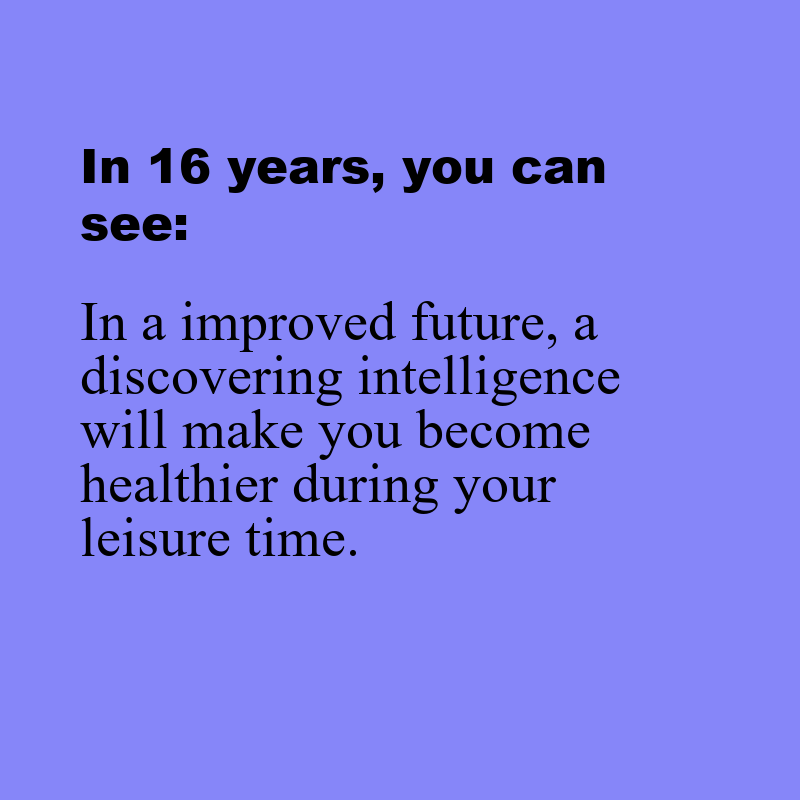 In 16 years, you can
see:
In a improved future, a
discovering intelligence
will make you become
healthier during your
leisure time.